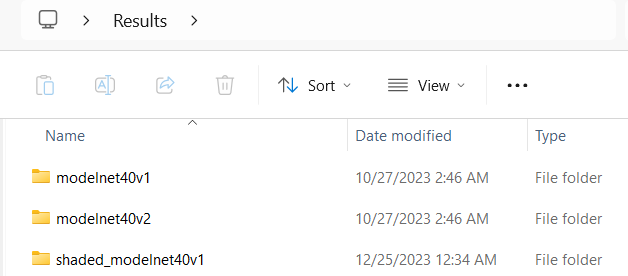 Results
Sort View
Name Date modified Type
modelnet40v1 10/27/2023 2:46 AM File folder
modelnet40v2 10/27/2023 2:46 AM File folder
shaded_modelnet40v1 12/25/2023 12:34 AM File folder